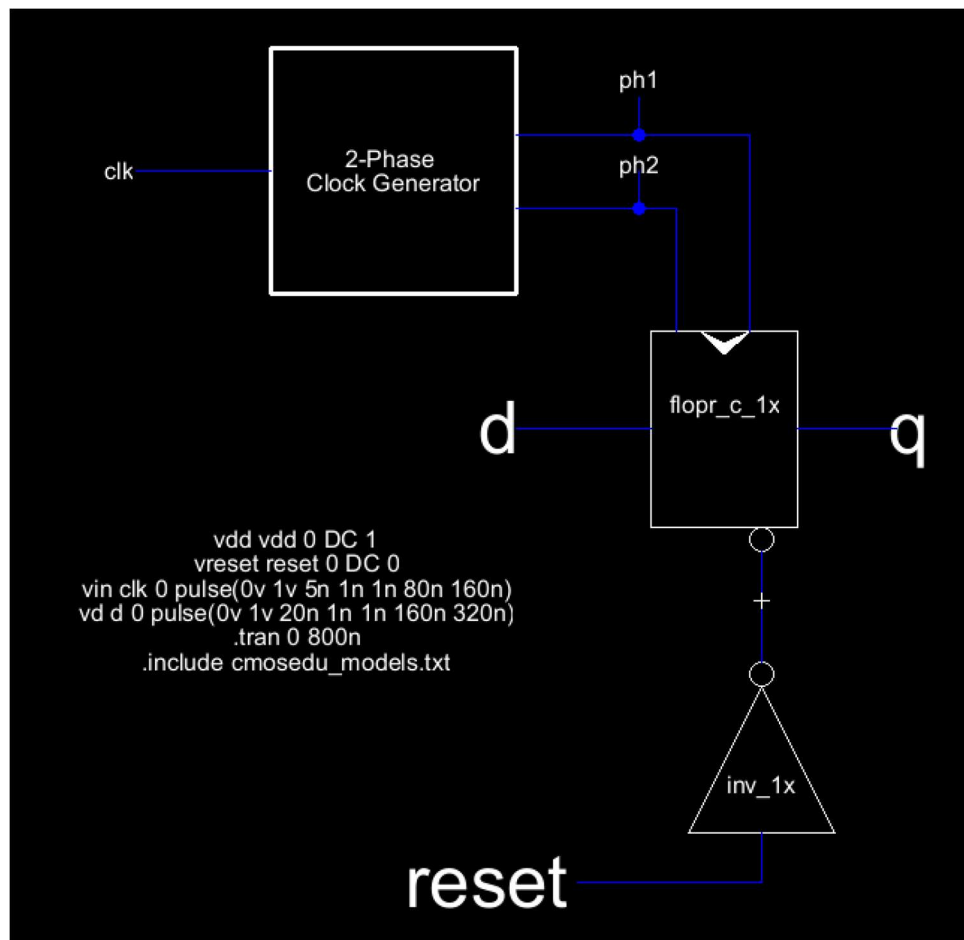 ph1
clk
2-Phase
Clock Generator
ph2
flopr_c_1x
d
q
vdd vdd 0 DC 1
vreset reset 0 DC 0
vin clk 0 pulse(0v 1v 5n 1n 1n 80n 160n)
vd d 0 pulse(0v 1v 20n 1n 1n 160n 320n)
.tran 0 800n
.include cmosedu_models.txt
inv_1x
reset